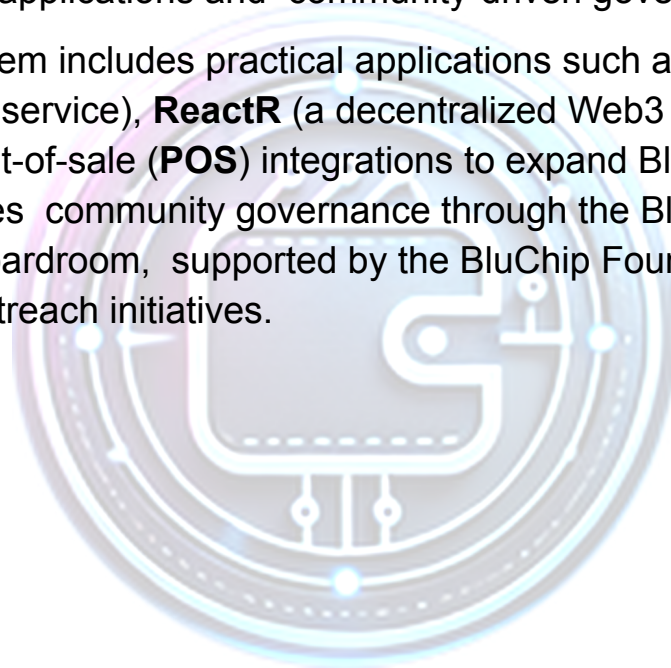 applications and  community-driven gove
em includes practical applications such a
service), ReactR (a decentralized Web3
t-of-sale (POS) integrations to expand Bl
es  community governance through the Bl
ardroom,  supported by the BluChip Four
treach initiatives.